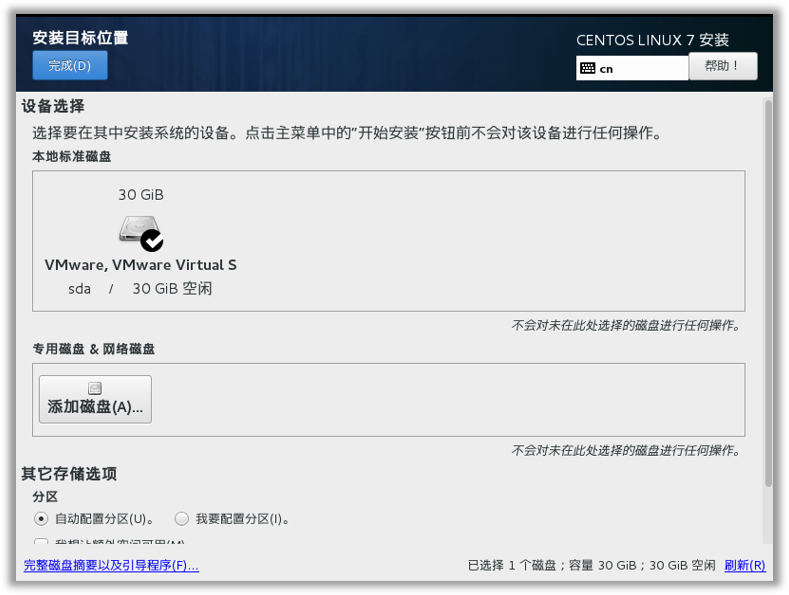 安装目标位置
CENTOS LINUX 7 安装
完成(D)
cn
帮助！
设备选择
选择要在其中安装系统的设备。点击主菜单中的"开始安装"按钮前不会对该设备进行任何操作。
本地标准磁盘
30 GiB
VMware, VMware Virtual S
sda / 30 GiB 空闲
不会对未在此处选择的磁盘进行任何操作。
专用磁盘 & 网络磁盘
添加磁盘(A)...
不会对未在此处选择的磁盘进行任何操作。
其它存储选项
分区
自动配置分区(U)。 我要配置分区(I)。
我想让额外空间可用(M)。
完整磁盘摘要以及引导程序(F)...
已选择 1 个磁盘；容量 30 GiB；30 GiB 空闲 刷新(R)